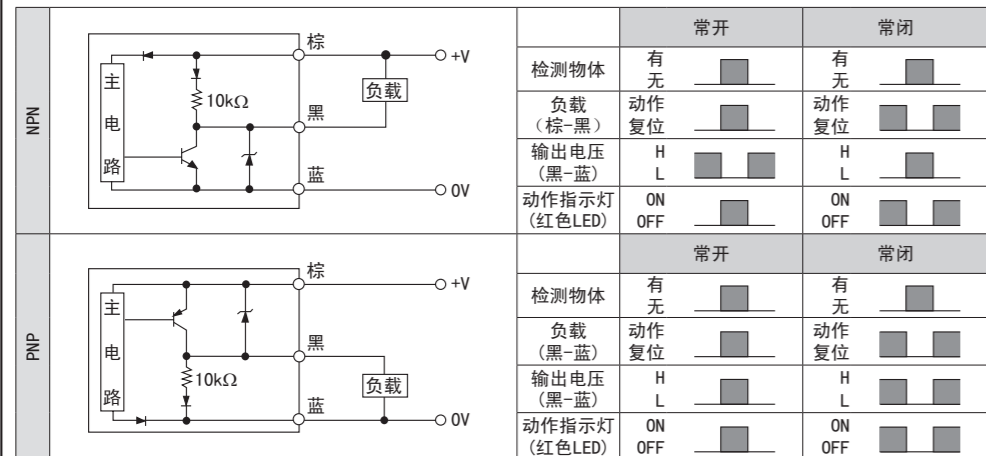 NPN
主
电
路
10kΩ
棕
黑
蓝
+V
负载
0V
常开 常闭
检测物体 有 无 有 无
负载 (棕-黑) 动作 复位 动作 复位
输出电压 (黑-蓝) H L H L
动作指示灯 (红色LED) ON OFF ON OFF
PNP
主
电
路
10kΩ
棕
黑
蓝
+V
负载
0V
常开 常闭
检测物体 有 无 有 无
负载 (黑-蓝) 动作 复位 动作 复位
输出电压 (黑-蓝) H L H L
动作指示灯 (红色LED) ON OFF ON OFF